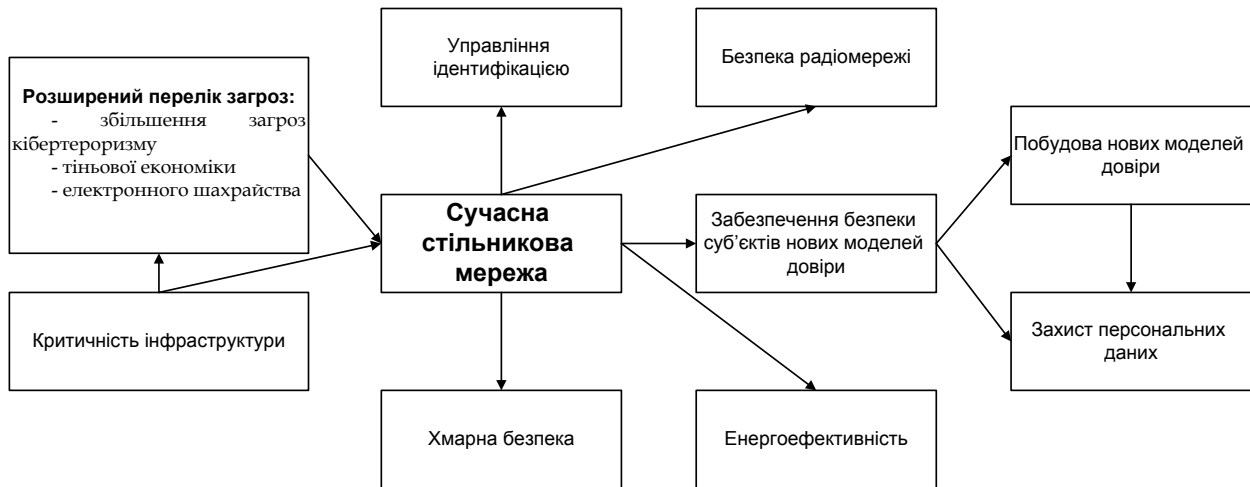 Управління
ідентифікацією
Безпека радіомережі
Розширений перелік загроз:
- збільшення загроз
кібертероризму
- тіньової економіки
- електронного шахрайства
Побудова нових моделей
довіри
Сучасна
стільникова
мережа
Забезпечення безпеки
суб’єктів нових моделей
довіри
Критичність інфраструктури
Захист персональних
даних
Хмарна безпека
Енергоефективність